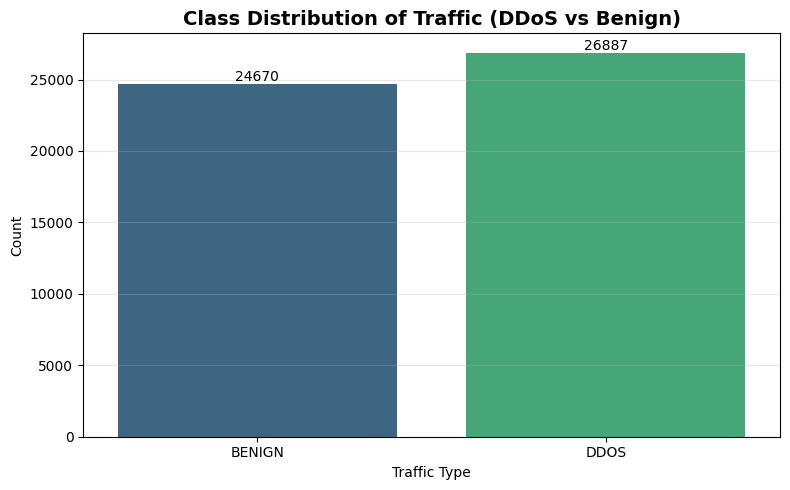 Class Distribution of Traffic (DDoS vs Benign)
26887
24670
25000
20000
15000
10000
5000
0
Count
BENIGN DDOS
Traffic Type